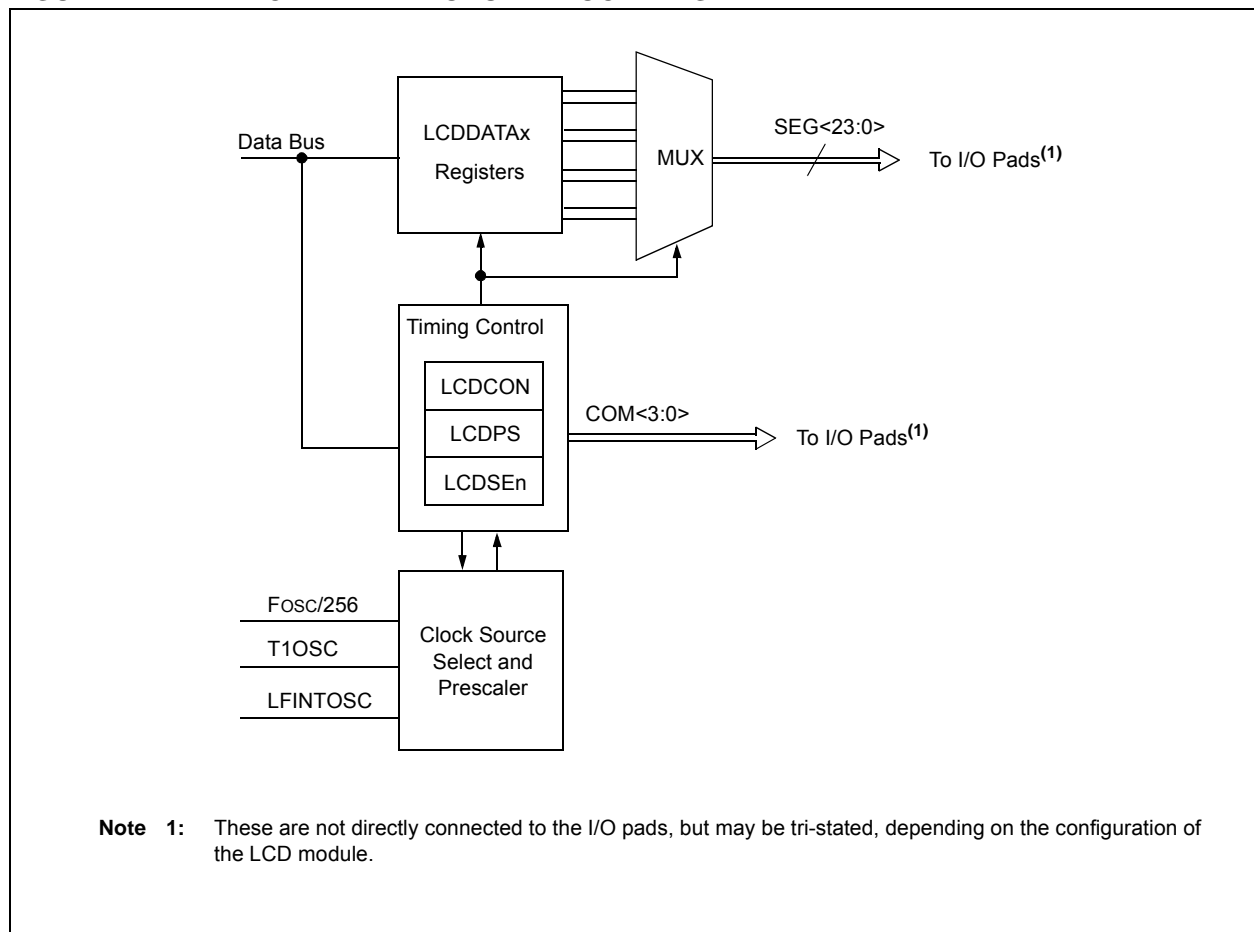 Data Bus
LCDDATAx
Registers
MUX
SEG<23:0>
To I/O Pads(1)
Timing Control
LCDCON
LCDPS
LCDSEn
COM<3:0>
To I/O Pads(1)
FOSC/256
T1OSC
LFINTOSC
Clock Source
Select and
Prescaler
Note 1: These are not directly connected to the I/O pads, but may be tri-stated, depending on the configuration of
the LCD module.